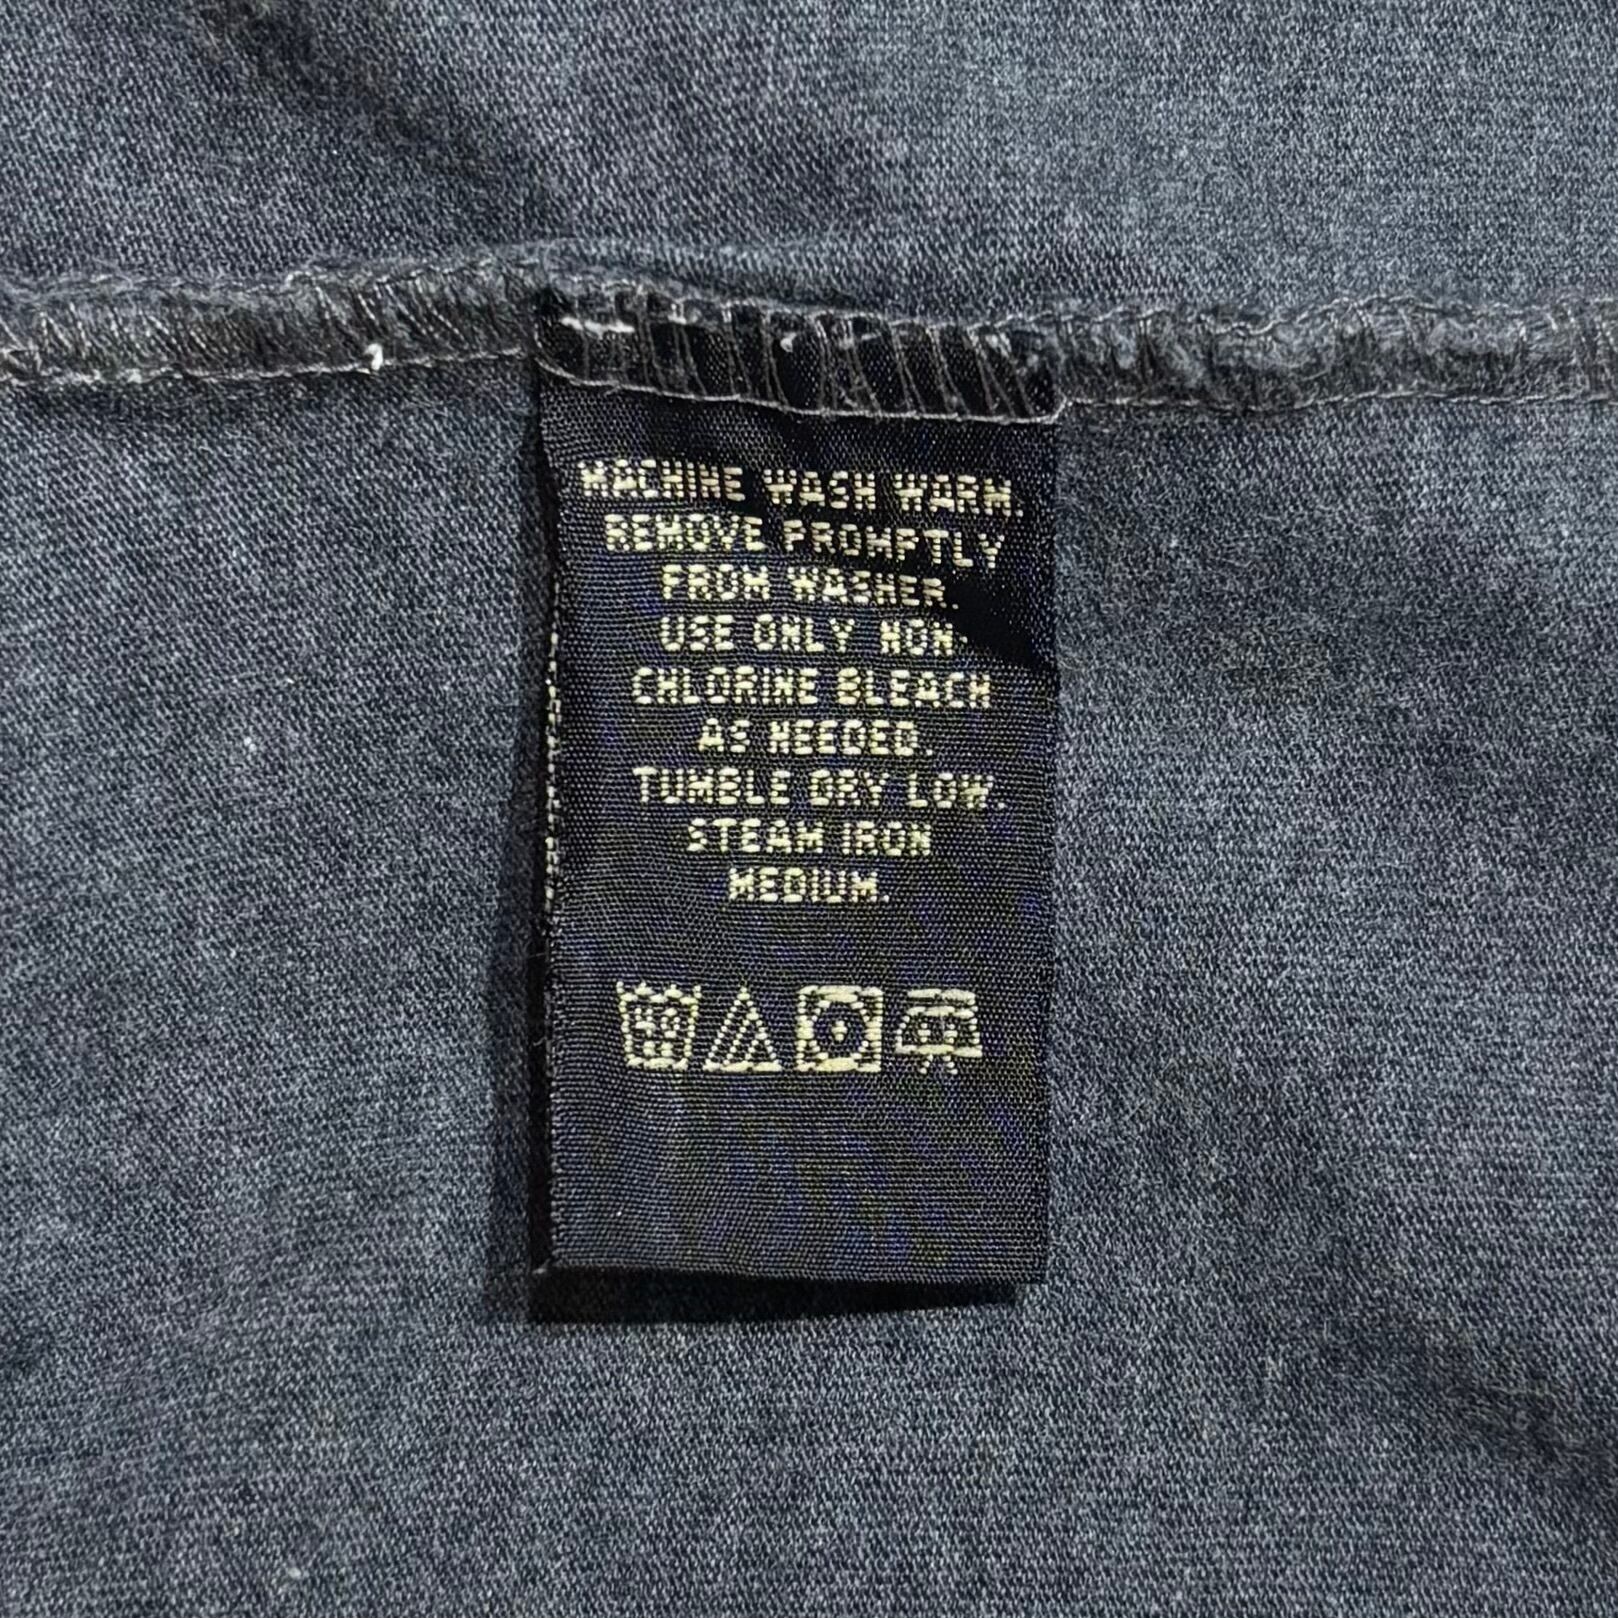 MACHINE WASH WARM.
REMOVE PROMPTLY
FROM WASHER.
USE ONLY NON-
CHLORINE BLEACH
AS NEEDED.
TUMBLE DRY LOW.
STEAM IRON
MEDIUM.
40